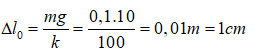 Δl₀ = mg/k = 0,1.10/100 = 0,01m = 1cm